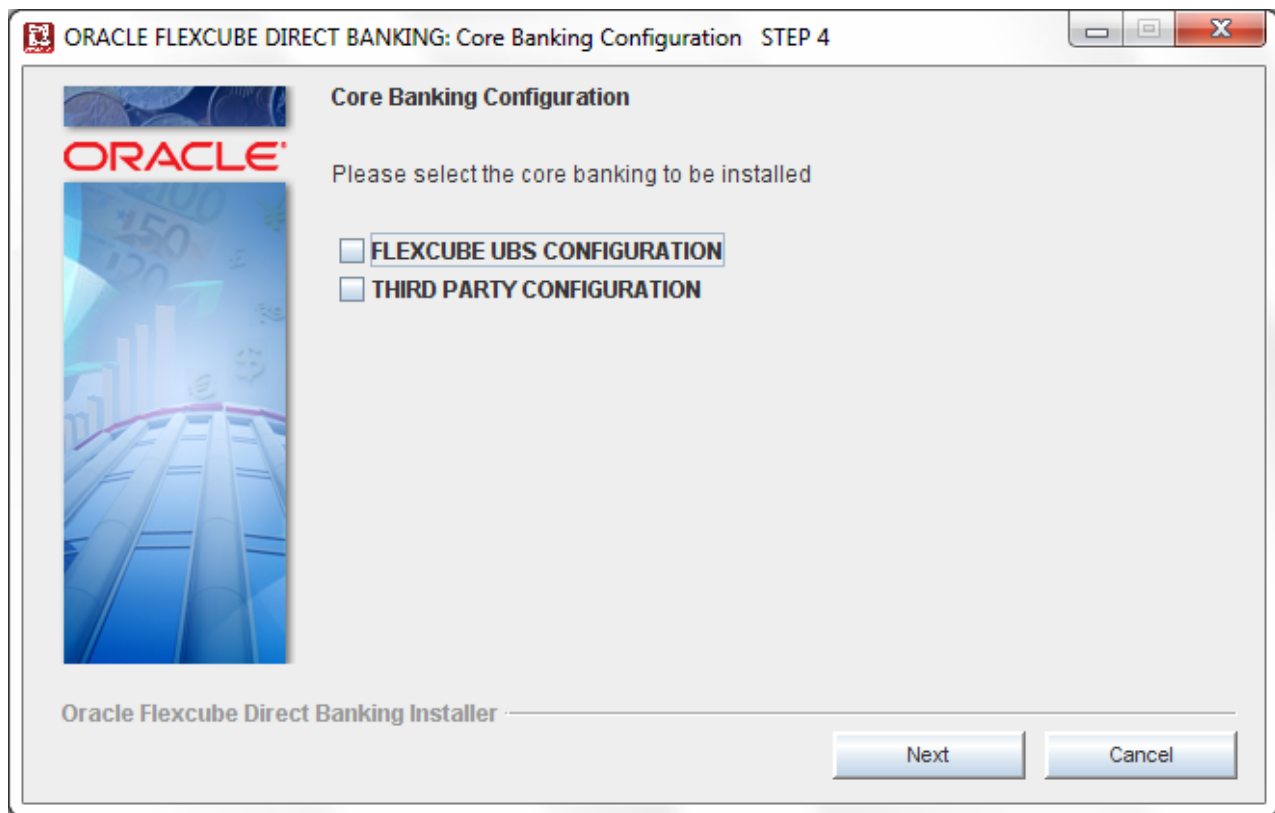 ORACLE FLEXCUBE DIRECT BANKING: Core Banking Configuration STEP 4
Core Banking Configuration
ORACLE
Please select the core banking to be installed
FLEXCUBE UBS CONFIGURATION
THIRD PARTY CONFIGURATION
Oracle Flexcube Direct Banking Installer
Next Cancel